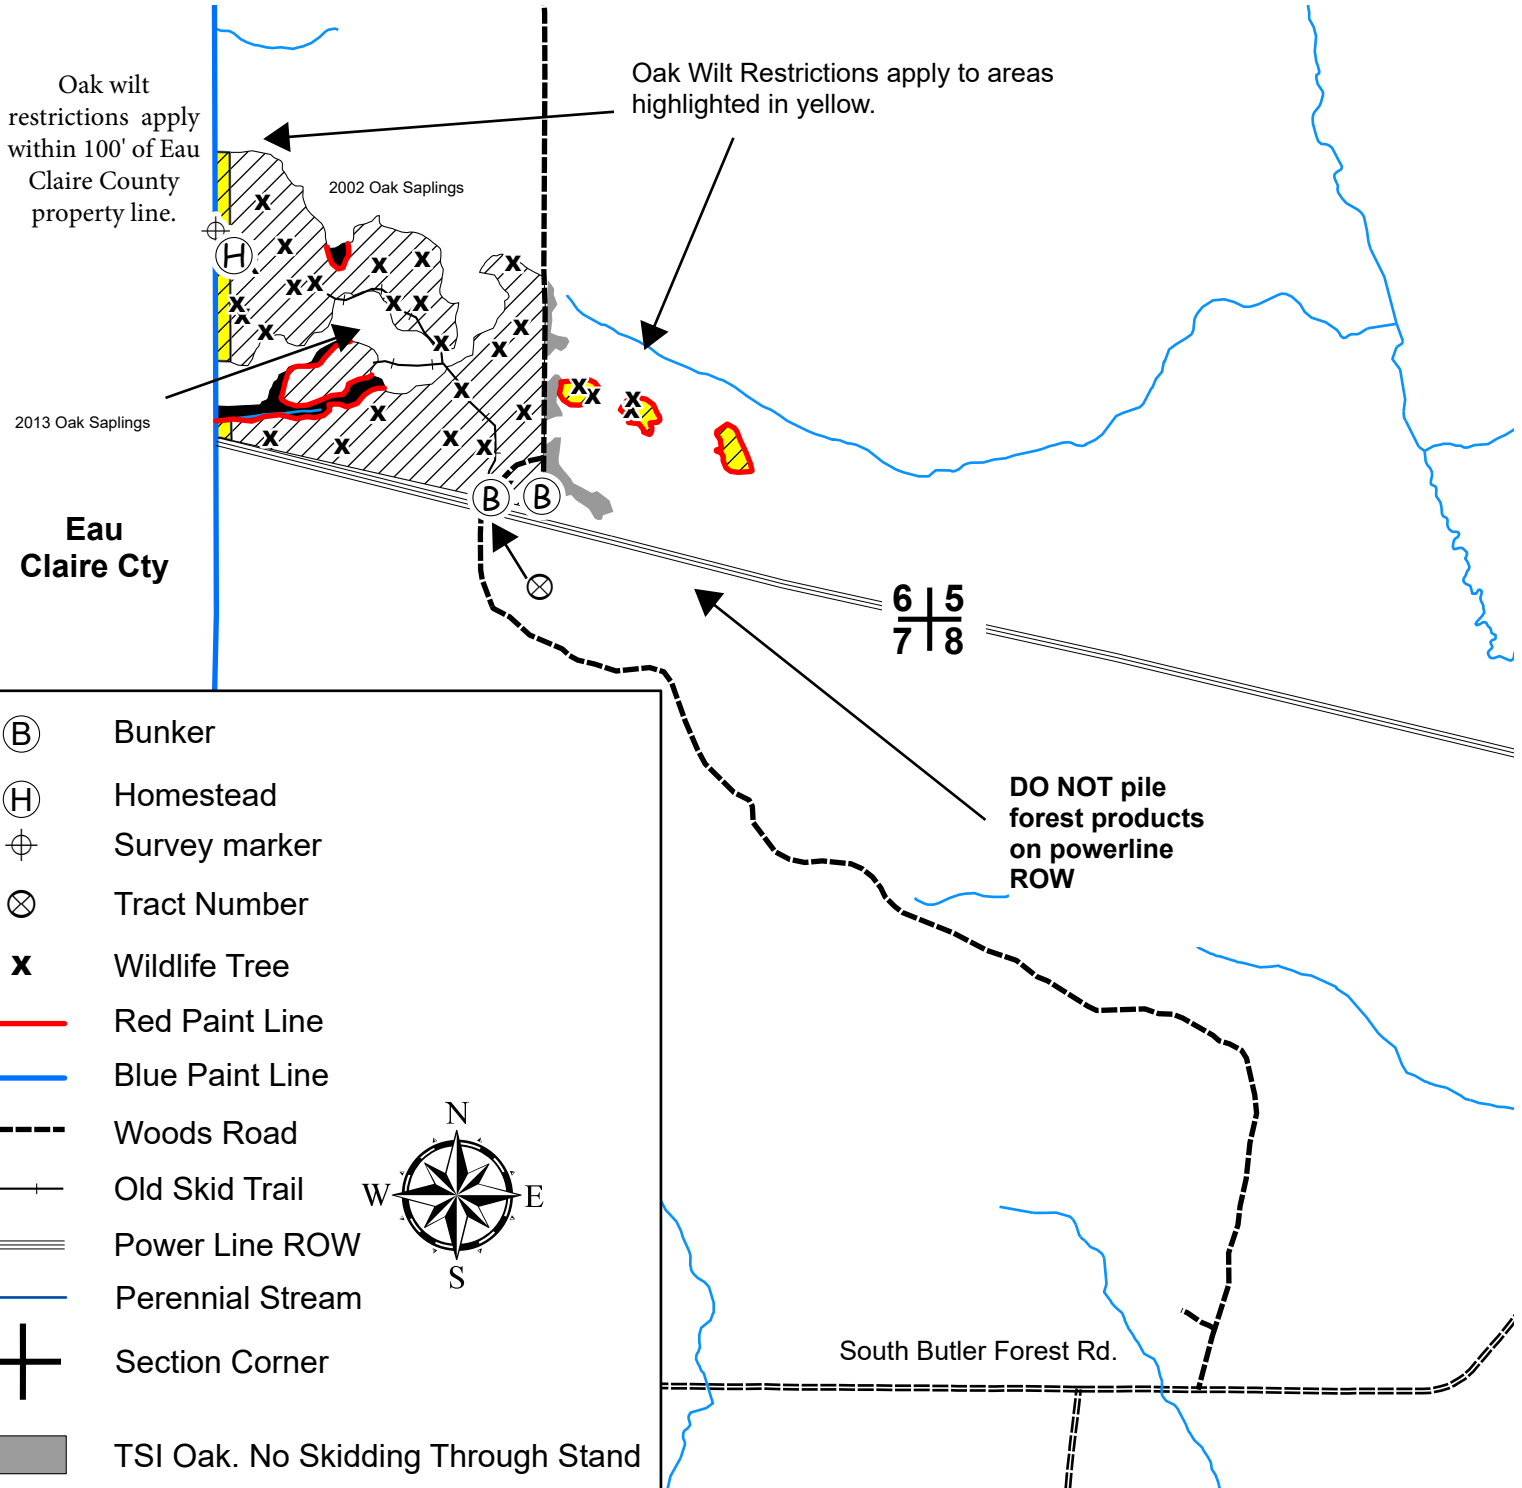 Oak wilt
restrictions apply
within 100' of Eau
Claire County
property line.
Oak Wilt Restrictions apply to areas
highlighted in yellow.
2002 Oak Saplings
H
2013 Oak Saplings
B
B
Eau
Claire Cty
6 5
7 8
DO NOT pile
forest products
on powerline
ROW
B Bunker
H Homestead
Survey marker
Tract Number
x Wildlife Tree
Red Paint Line
Blue Paint Line
Woods Road
Old Skid Trail
Power Line ROW
Perennial Stream
Section Corner
TSI Oak. No Skidding Through Stand
N
W E
S
South Butler Forest Rd.